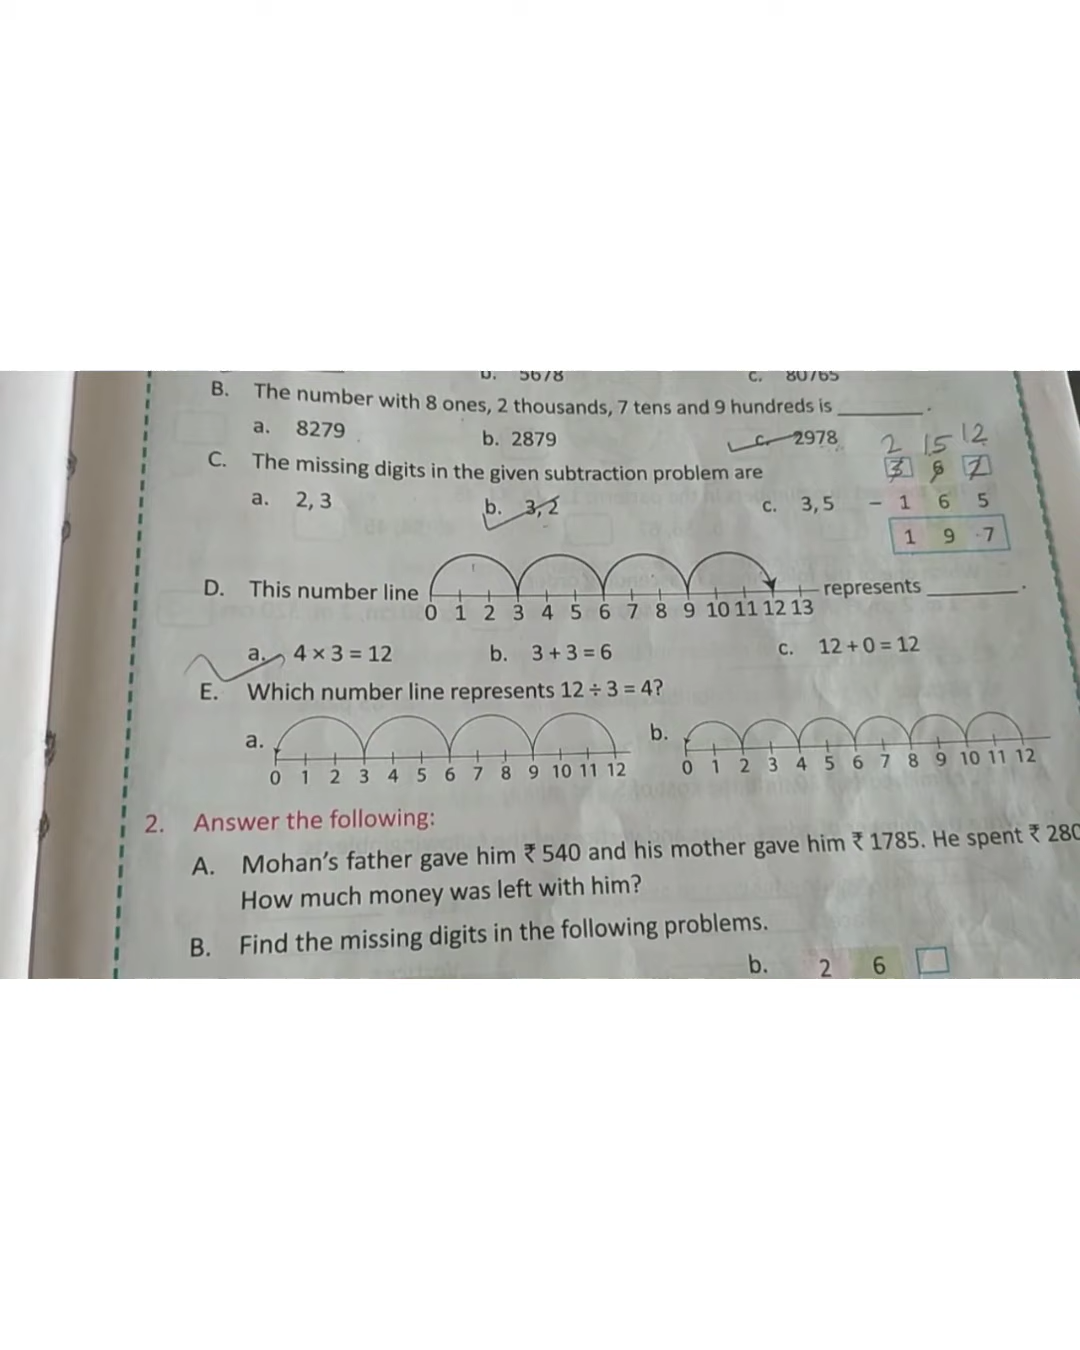 b. 5678 c. 80765
B. The number with 8 ones, 2 thousands, 7 tens and 9 hundreds is ________.
a. 8279 b. 2879 c. 2978
2 15 12
C. The missing digits in the given subtraction problem are
3 6 2
a. 2, 3 b. 3, 2 c. 3, 5
− 1 6 5
1 9 7
D. This number line
0 1 2 3 4 5 6 7 8 9 10 11 12 13
represents ________.
a. 4 × 3 = 12 b. 3 + 3 = 6 c. 12 + 0 = 12
E. Which number line represents 12 ÷ 3 = 4?
a.
0 1 2 3 4 5 6 7 8 9 10 11 12
b.
0 1 2 3 4 5 6 7 8 9 10 11 12
2. Answer the following:
A. Mohan's father gave him ₹ 540 and his mother gave him ₹ 1785. He spent ₹ 280
How much money was left with him?
B. Find the missing digits in the following problems.
b. 2 6